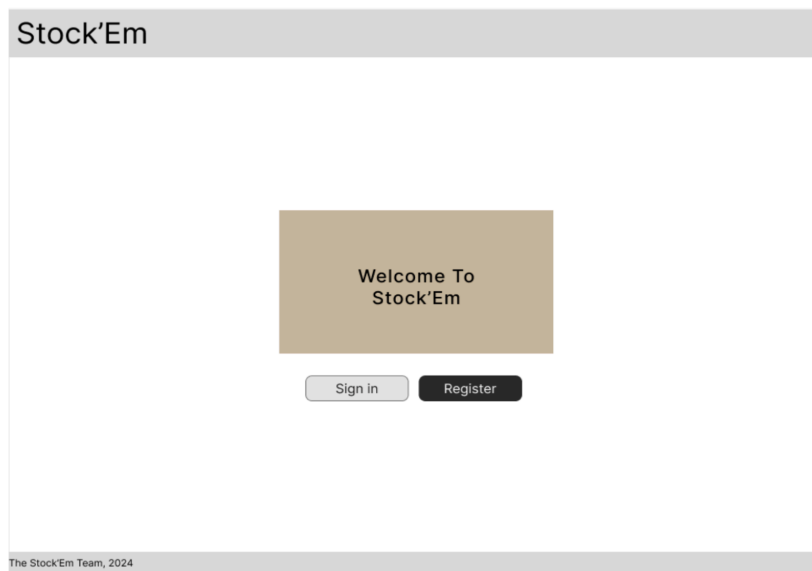 Stock’Em
Welcome To
Stock’Em
Sign in
Register
The Stock'Em Team, 2024